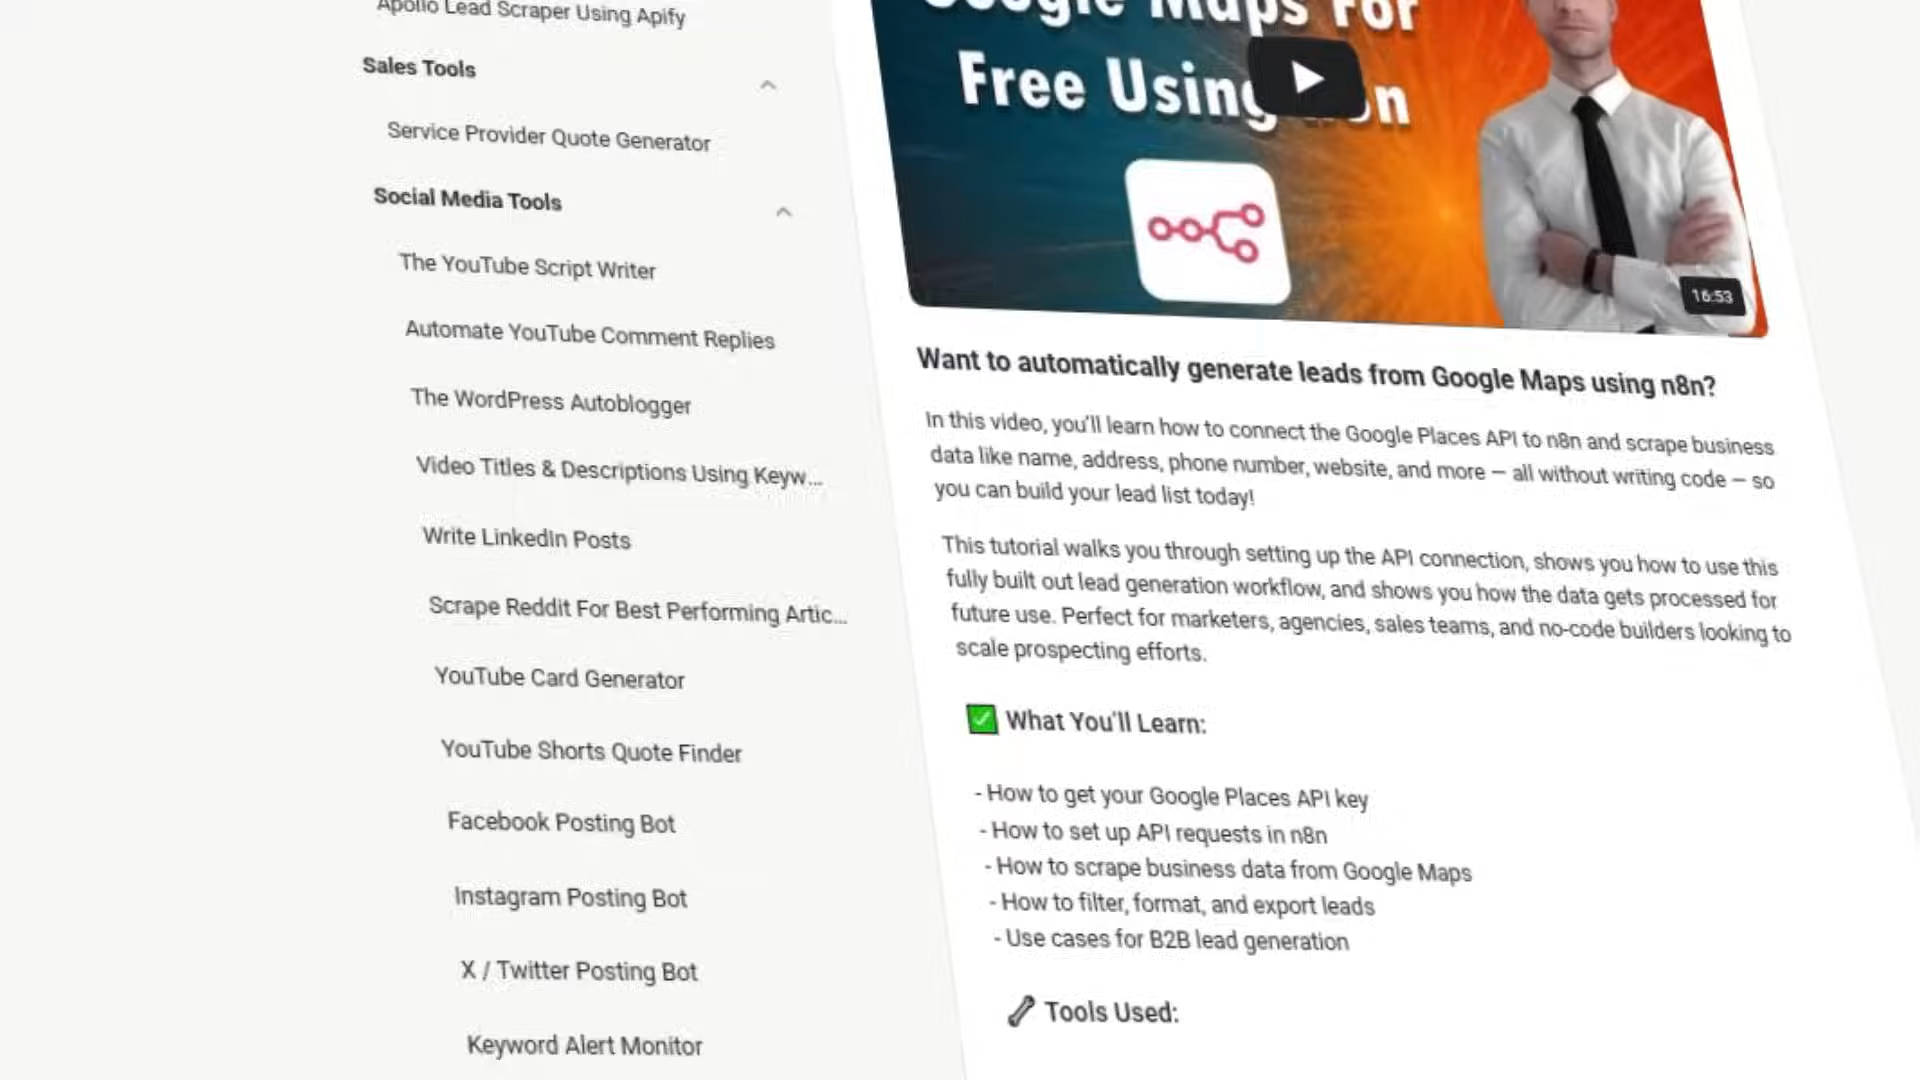 Apollo Lead Scraper Using Apify
Sales Tools
Service Provider Quote Generator
Social Media Tools
The YouTube Script Writer
Automate YouTube Comment Replies
The WordPress Autoblogger
Video Titles & Descriptions Using Keyw...
Write LinkedIn Posts
Scrape Reddit For Best Performing Artic...
YouTube Card Generator
YouTube Shorts Quote Finder
Facebook Posting Bot
Instagram Posting Bot
X / Twitter Posting Bot
Keyword Alert Monitor
Google Maps For
Free Using
16:53
Want to automatically generate leads from Google Maps using n8n?
In this video, you'll learn how to connect the Google Places API to n8n and scrape business
data like name, address, phone number, website, and more — all without writing code — so
you can build your lead list today!
This tutorial walks you through setting up the API connection, shows you how to use this
fully built out lead generation workflow, and shows you how the data gets processed for
future use. Perfect for marketers, agencies, sales teams, and no-code builders looking to
scale prospecting efforts.
✅ What You'll Learn:
- How to get your Google Places API key
- How to set up API requests in n8n
- How to scrape business data from Google Maps
- How to filter, format, and export leads
- Use cases for B2B lead generation
🔧 Tools Used: